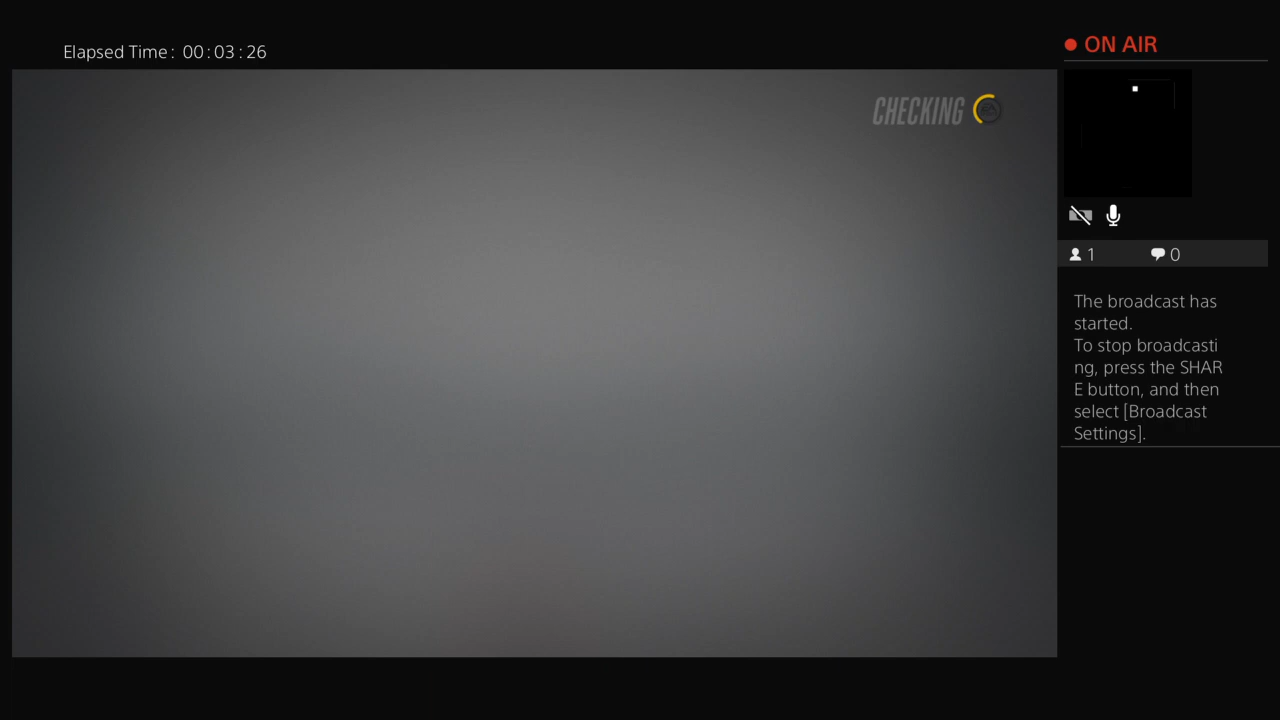 Elapsed Time: 00:03:26
ON AIR
CHECKING
EA
1
0
The broadcast has
started.
To stop broadcasti
ng, press the SHAR
E button, and then
select [Broadcast
Settings].